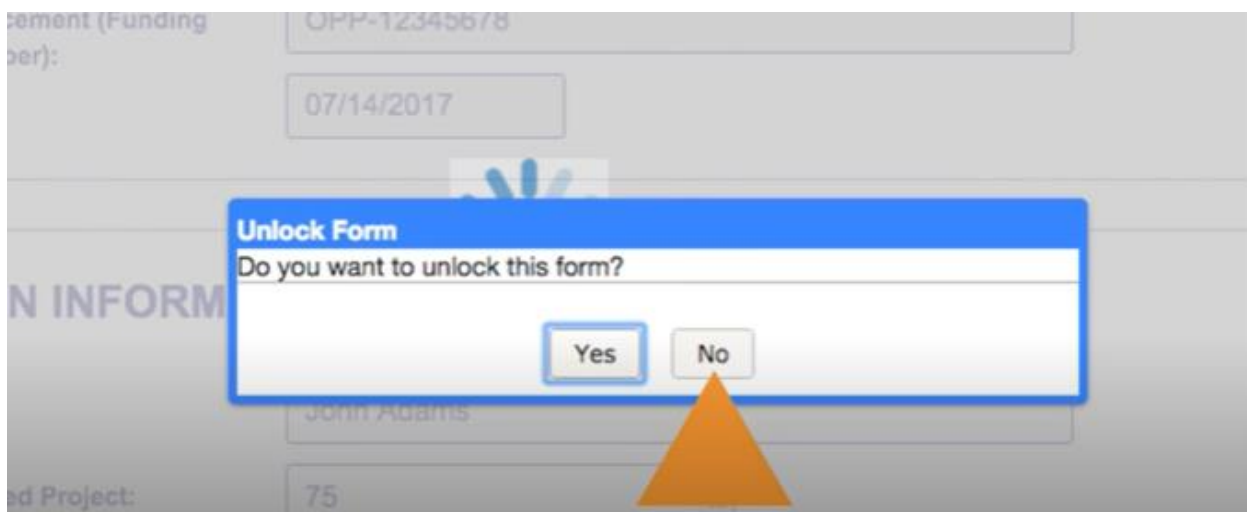 (Funding
OPP-12345678
07/14/2017
Unlock Form
Do you want to unlock this form?
N INFORM
Yes No
John Adams
ed Project: 75